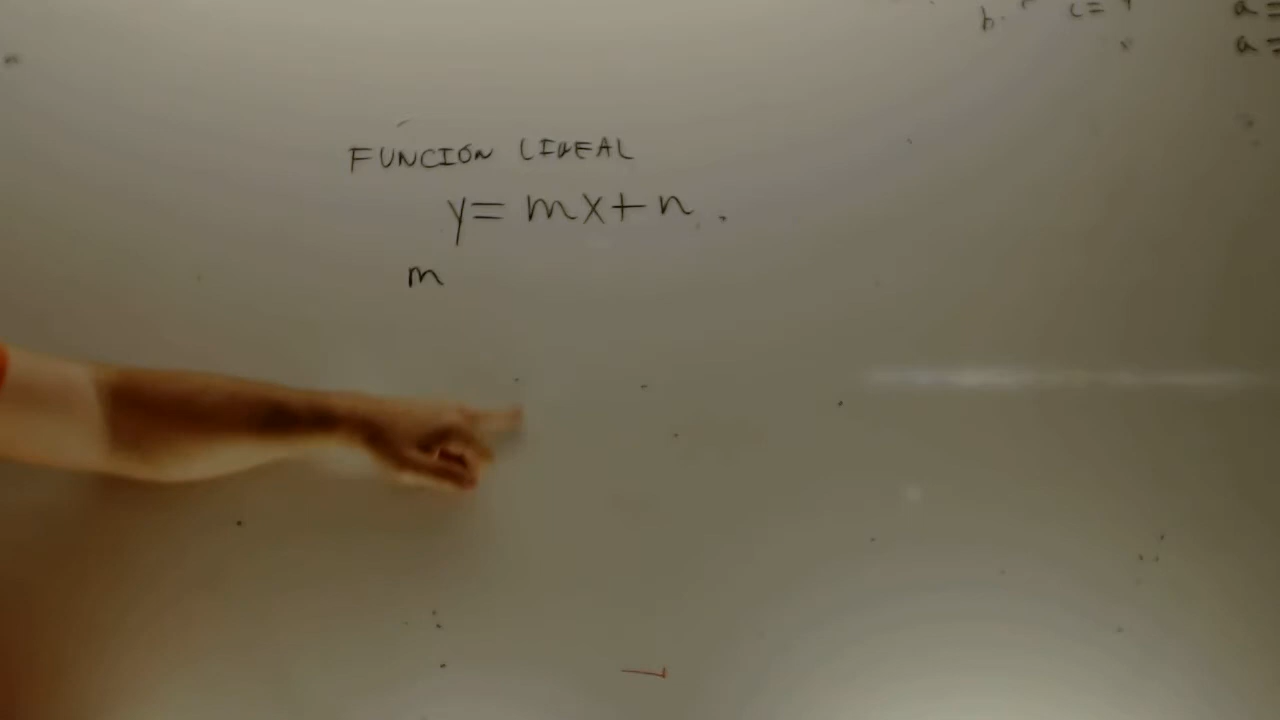 c=
a=
a=
FUNCIÓN LINEAL
y= mx+n.
m